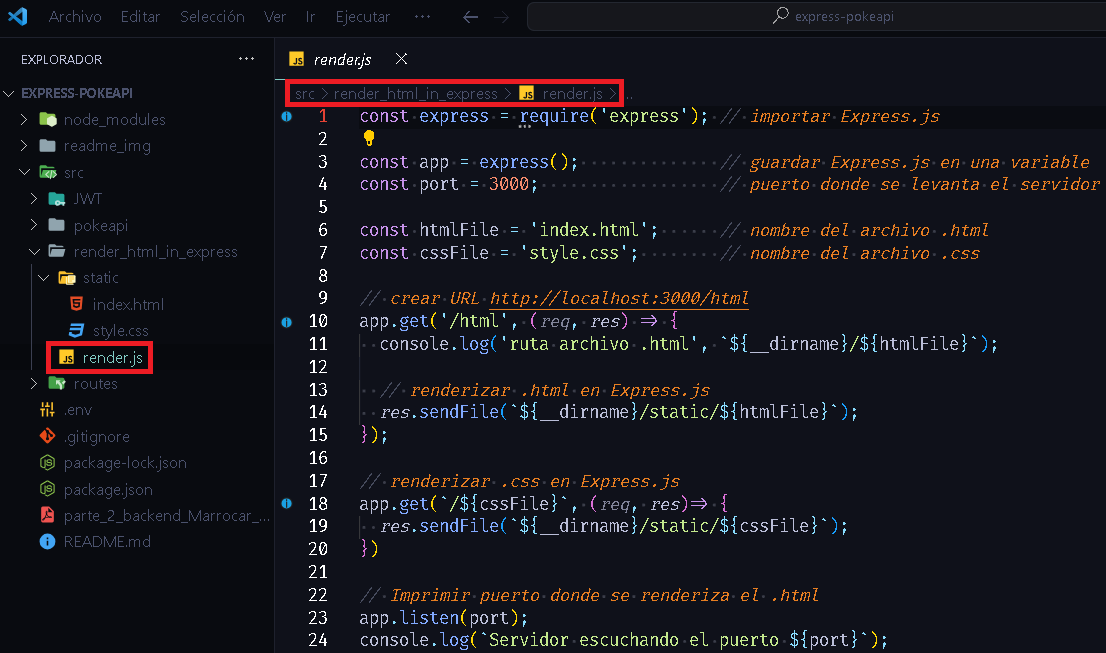 Archivo Editar Selección Ver Ir Ejecutar ··· express-pokeapi
EXPLORADOR ···
EXPRESS-POKEAPI
node_modules
readme_img
src
JWT
pokeapi
render_html_in_express
static
index.html
style.css
JS render.js
routes
.env
.gitignore
package-lock.json
package.json
parte_2_backend_Marrocar_...
README.md
JS render.js
src > render_html_in_express > JS render.js > ...
1 const express = require('express'); // importar Express.js
2
3 const app = express(); // guardar Express.js en una variable
4 const port = 3000; // puerto donde se levanta el servidor
5
6 const htmlFile = 'index.html'; // nombre del archivo .html
7 const cssFile = 'style.css'; // nombre del archivo .css
8
9 // crear URL http://localhost:3000/html
10 app.get('/html', (req, res) => {
11 console.log('ruta archivo .html', `${__dirname}/${htmlFile}`);
12
13 // renderizar .html en Express.js
14 res.sendFile(`${__dirname}/static/${htmlFile}`);
15 });
16
17 // renderizar .css en Express.js
18 app.get(`/${cssFile}`, (req, res)=> {
19 res.sendFile(`${__dirname}/static/${cssFile}`);
20 })
21
22 // Imprimir puerto donde se renderiza el .html
23 app.listen(port);
24 console.log(`Servidor escuchando el puerto ${port}`);